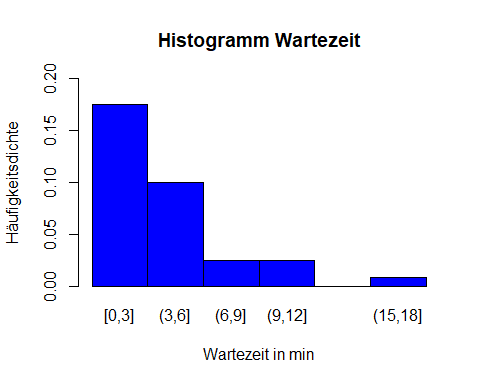 Histogramm Wartezeit
Häufigkeitsdichte
0.20
0.15
0.10
0.05
0.00
[0,3] (3,6] (6,9] (9,12] (15,18]
Wartezeit in min